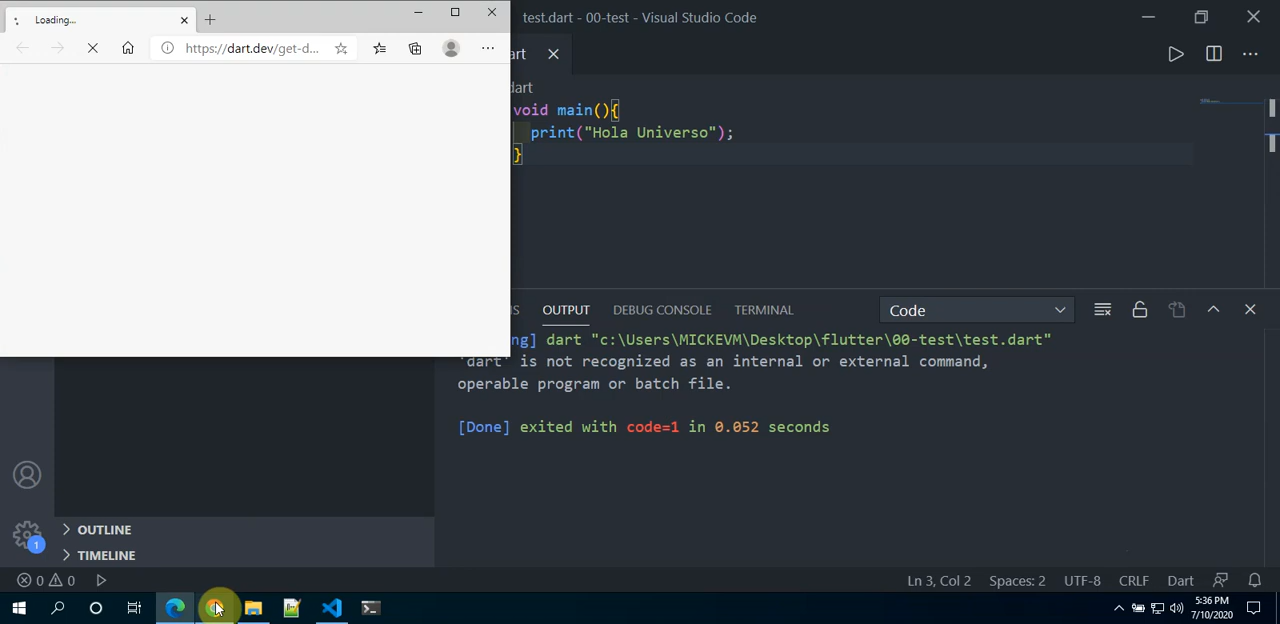 Loading...
https://dart.dev/get-d...
test.dart - 00-test - Visual Studio Code
art
dart
void main(){
print("Hola Universo");
}
OUTPUT
DEBUG CONSOLE
TERMINAL
Code
ng] dart "c:\Users\MICKEVM\Desktop\flutter\00-test\test.dart"
'dart' is not recognized as an internal or external command,
operable program or batch file.
[Done] exited with code=1 in 0.052 seconds
1
OUTLINE
TIMELINE
0 0
Ln 3, Col 2
Spaces: 2
UTF-8
CRLF
Dart
5:36 PM
7/10/2020